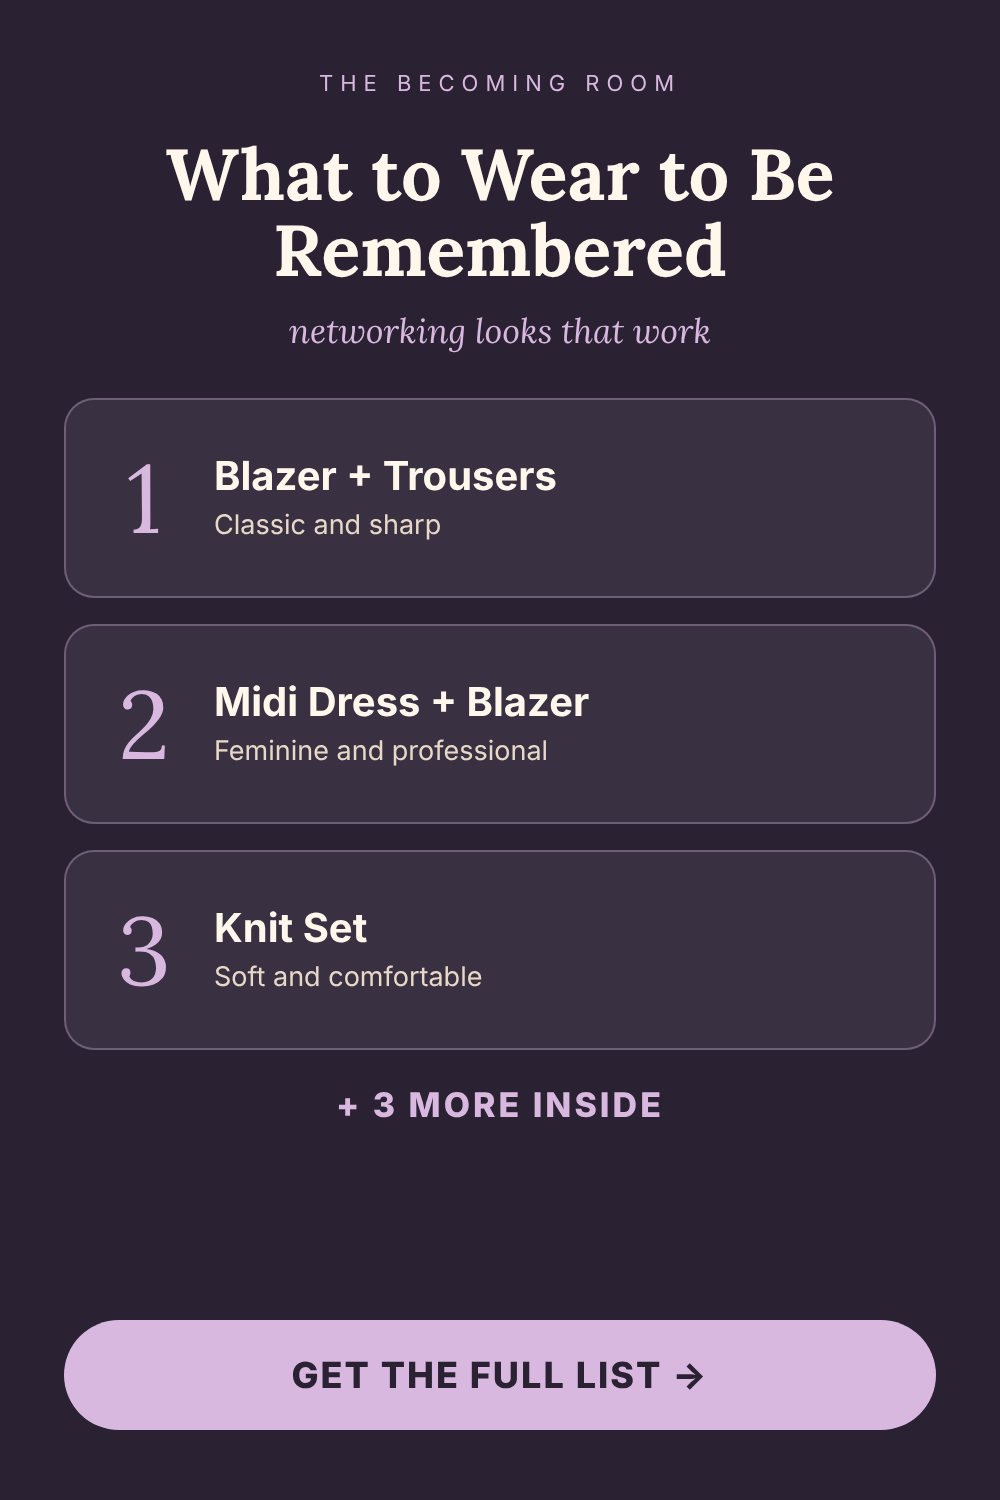 THE BECOMING ROOM
What to Wear to Be
Remembered
networking looks that work
1
Blazer + Trousers
Classic and sharp
2
Midi Dress + Blazer
Feminine and professional
3
Knit Set
Soft and comfortable
+ 3 MORE INSIDE
GET THE FULL LIST →